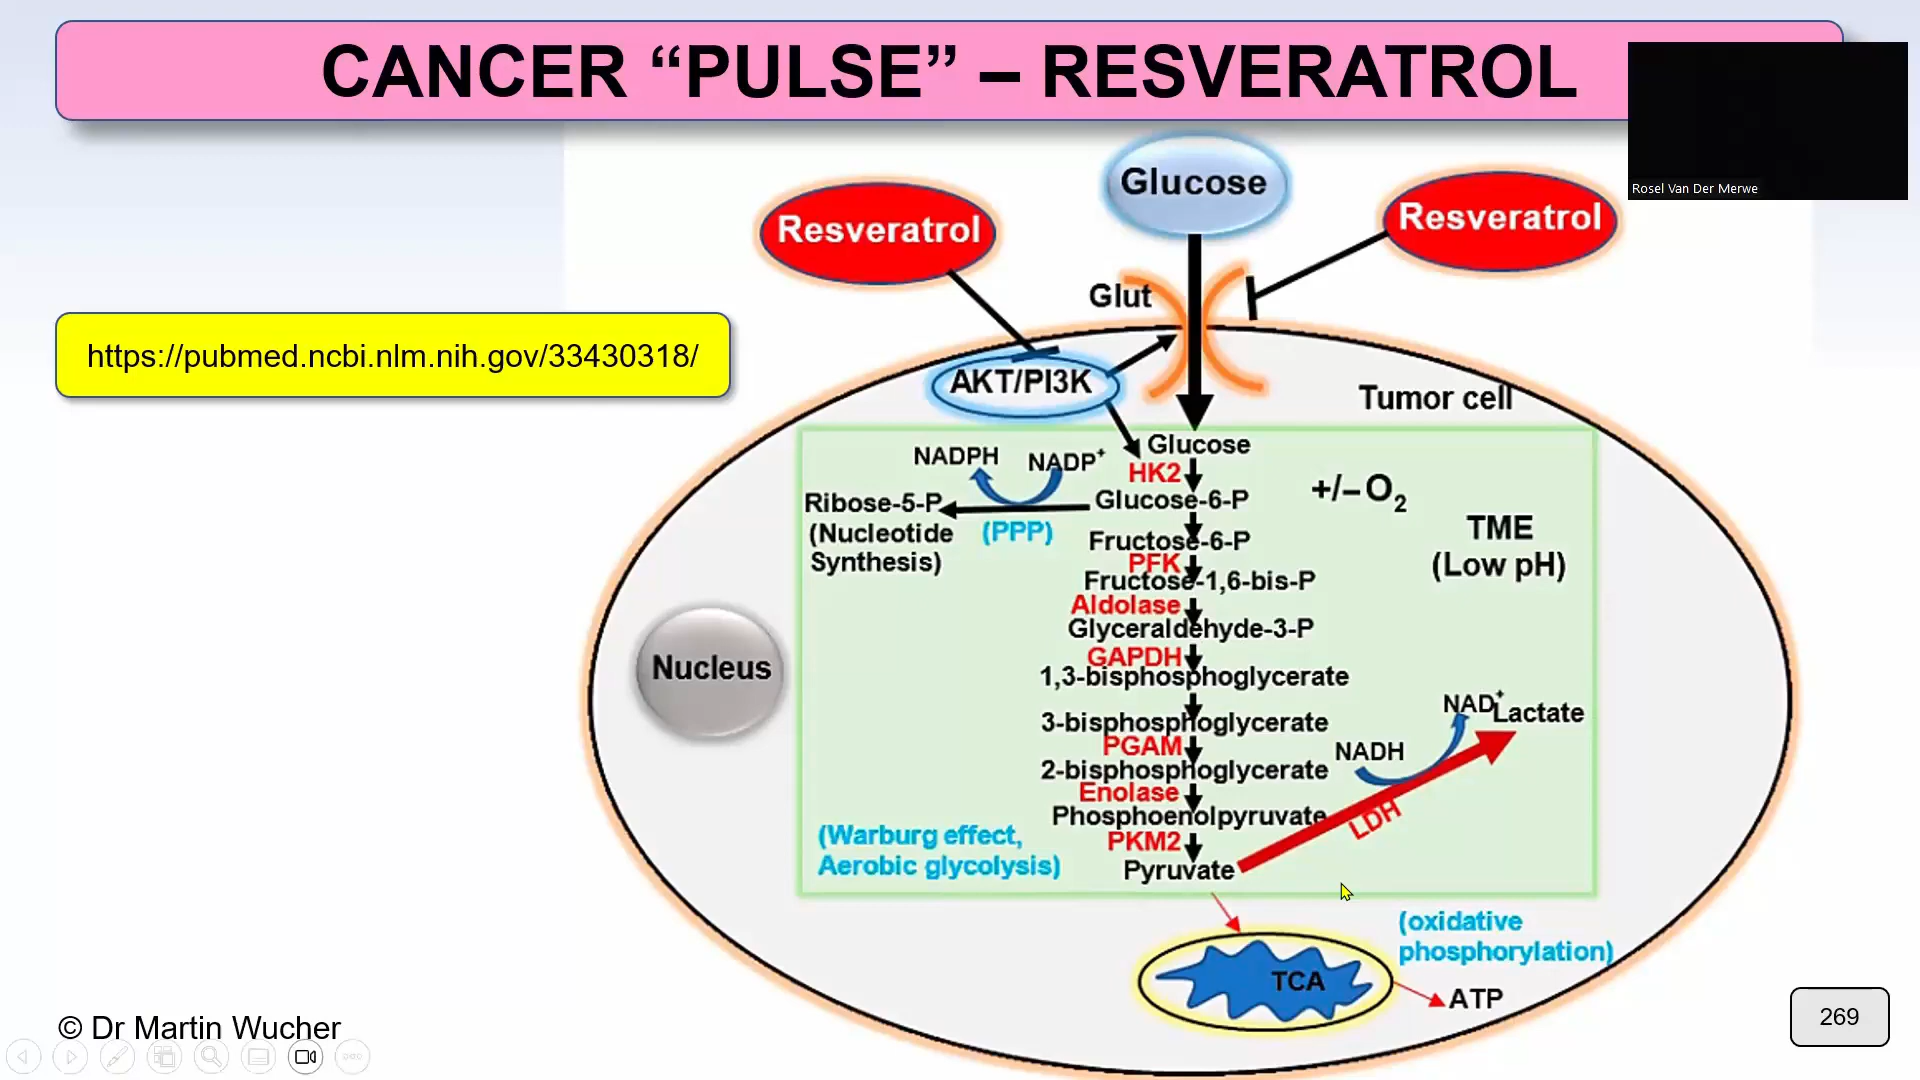 CANCER “PULSE” – RESVERATROL
Rosel Van Der Merwe
Glucose
Resveratrol
Resveratrol
Glut
https://pubmed.ncbi.nlm.nih.gov/33430318/
AKT/PI3K
Tumor cell
Glucose
NADPH
NADP+
HK2
+/– O2
Ribose-5-P
(Nucleotide
Synthesis)
(PPP)
Glucose-6-P
TME
(Low pH)
Fructose-6-P
PFK
Fructose-1,6-bis-P
Aldolase
Glyceraldehyde-3-P
GAPDH
1,3-bisphosphoglycerate
Nucleus
3-bisphosphoglycerate
PGAM
2-bisphosphoglycerate
Enolase
Phosphoenolpyruvate
PKM2
Pyruvate
NADH
NAD+
Lactate
LDH
(Warburg effect,
Aerobic glycolysis)
(oxidative
phosphorylation)
TCA
ATP
© Dr Martin Wucher
269